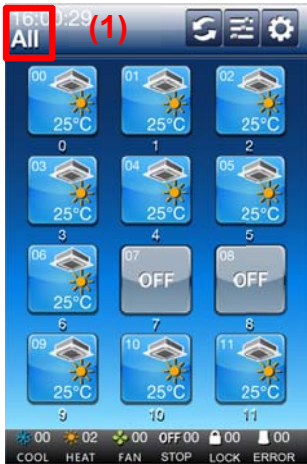 16:00:29
(1)
All
00 01 02
25°C 25°C 25°C
0 1 2
03 04 05
25°C 25°C 25°C
3 4 5
06 07 08
OFF OFF
25°C
6 7 8
09 10 11
25°C 25°C 25°C
9 10 11
00 02 00 OFF 00 00 00
COOL HEAT FAN STOP LOCK ERROR